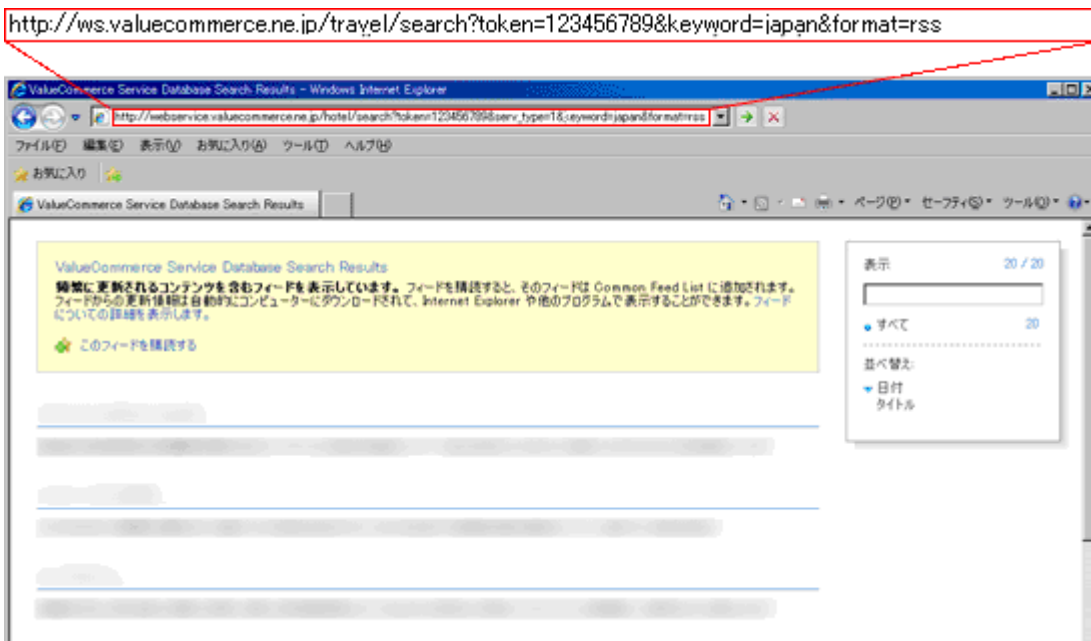 http://ws.valuecommerce.ne.jp/travel/search?token=123456789&keyword=japan&format=rss
ValueCommerce Service Database Search Results - Windows Internet Explorer
http://webservice.valuecommerce.ne.jp/hotel/search?token=123456789&serv_type=1&keyword=japan&format=rss
ファイル(F) 編集(E) 表示(V) お気に入り(A) ツール(T) ヘルプ(H)
お気に入り
ValueCommerce Service Database Search Results
ページ(P) セーフティ(S) ツール(O)
ValueCommerce Service Database Search Results
頻繁に更新されるコンテンツを含むフィードを表示しています。フィードを購読すると、そのフィードは Common Feed List に追加されます。
フィードからの更新情報は自動的にコンピューターにダウンロードされて、Internet Explorer や他のプログラムで表示することができます。フィード
についての詳細を表示します。
このフィードを購読する
表示 20 / 20
すべて 20
並べ替え:
日付
タイトル